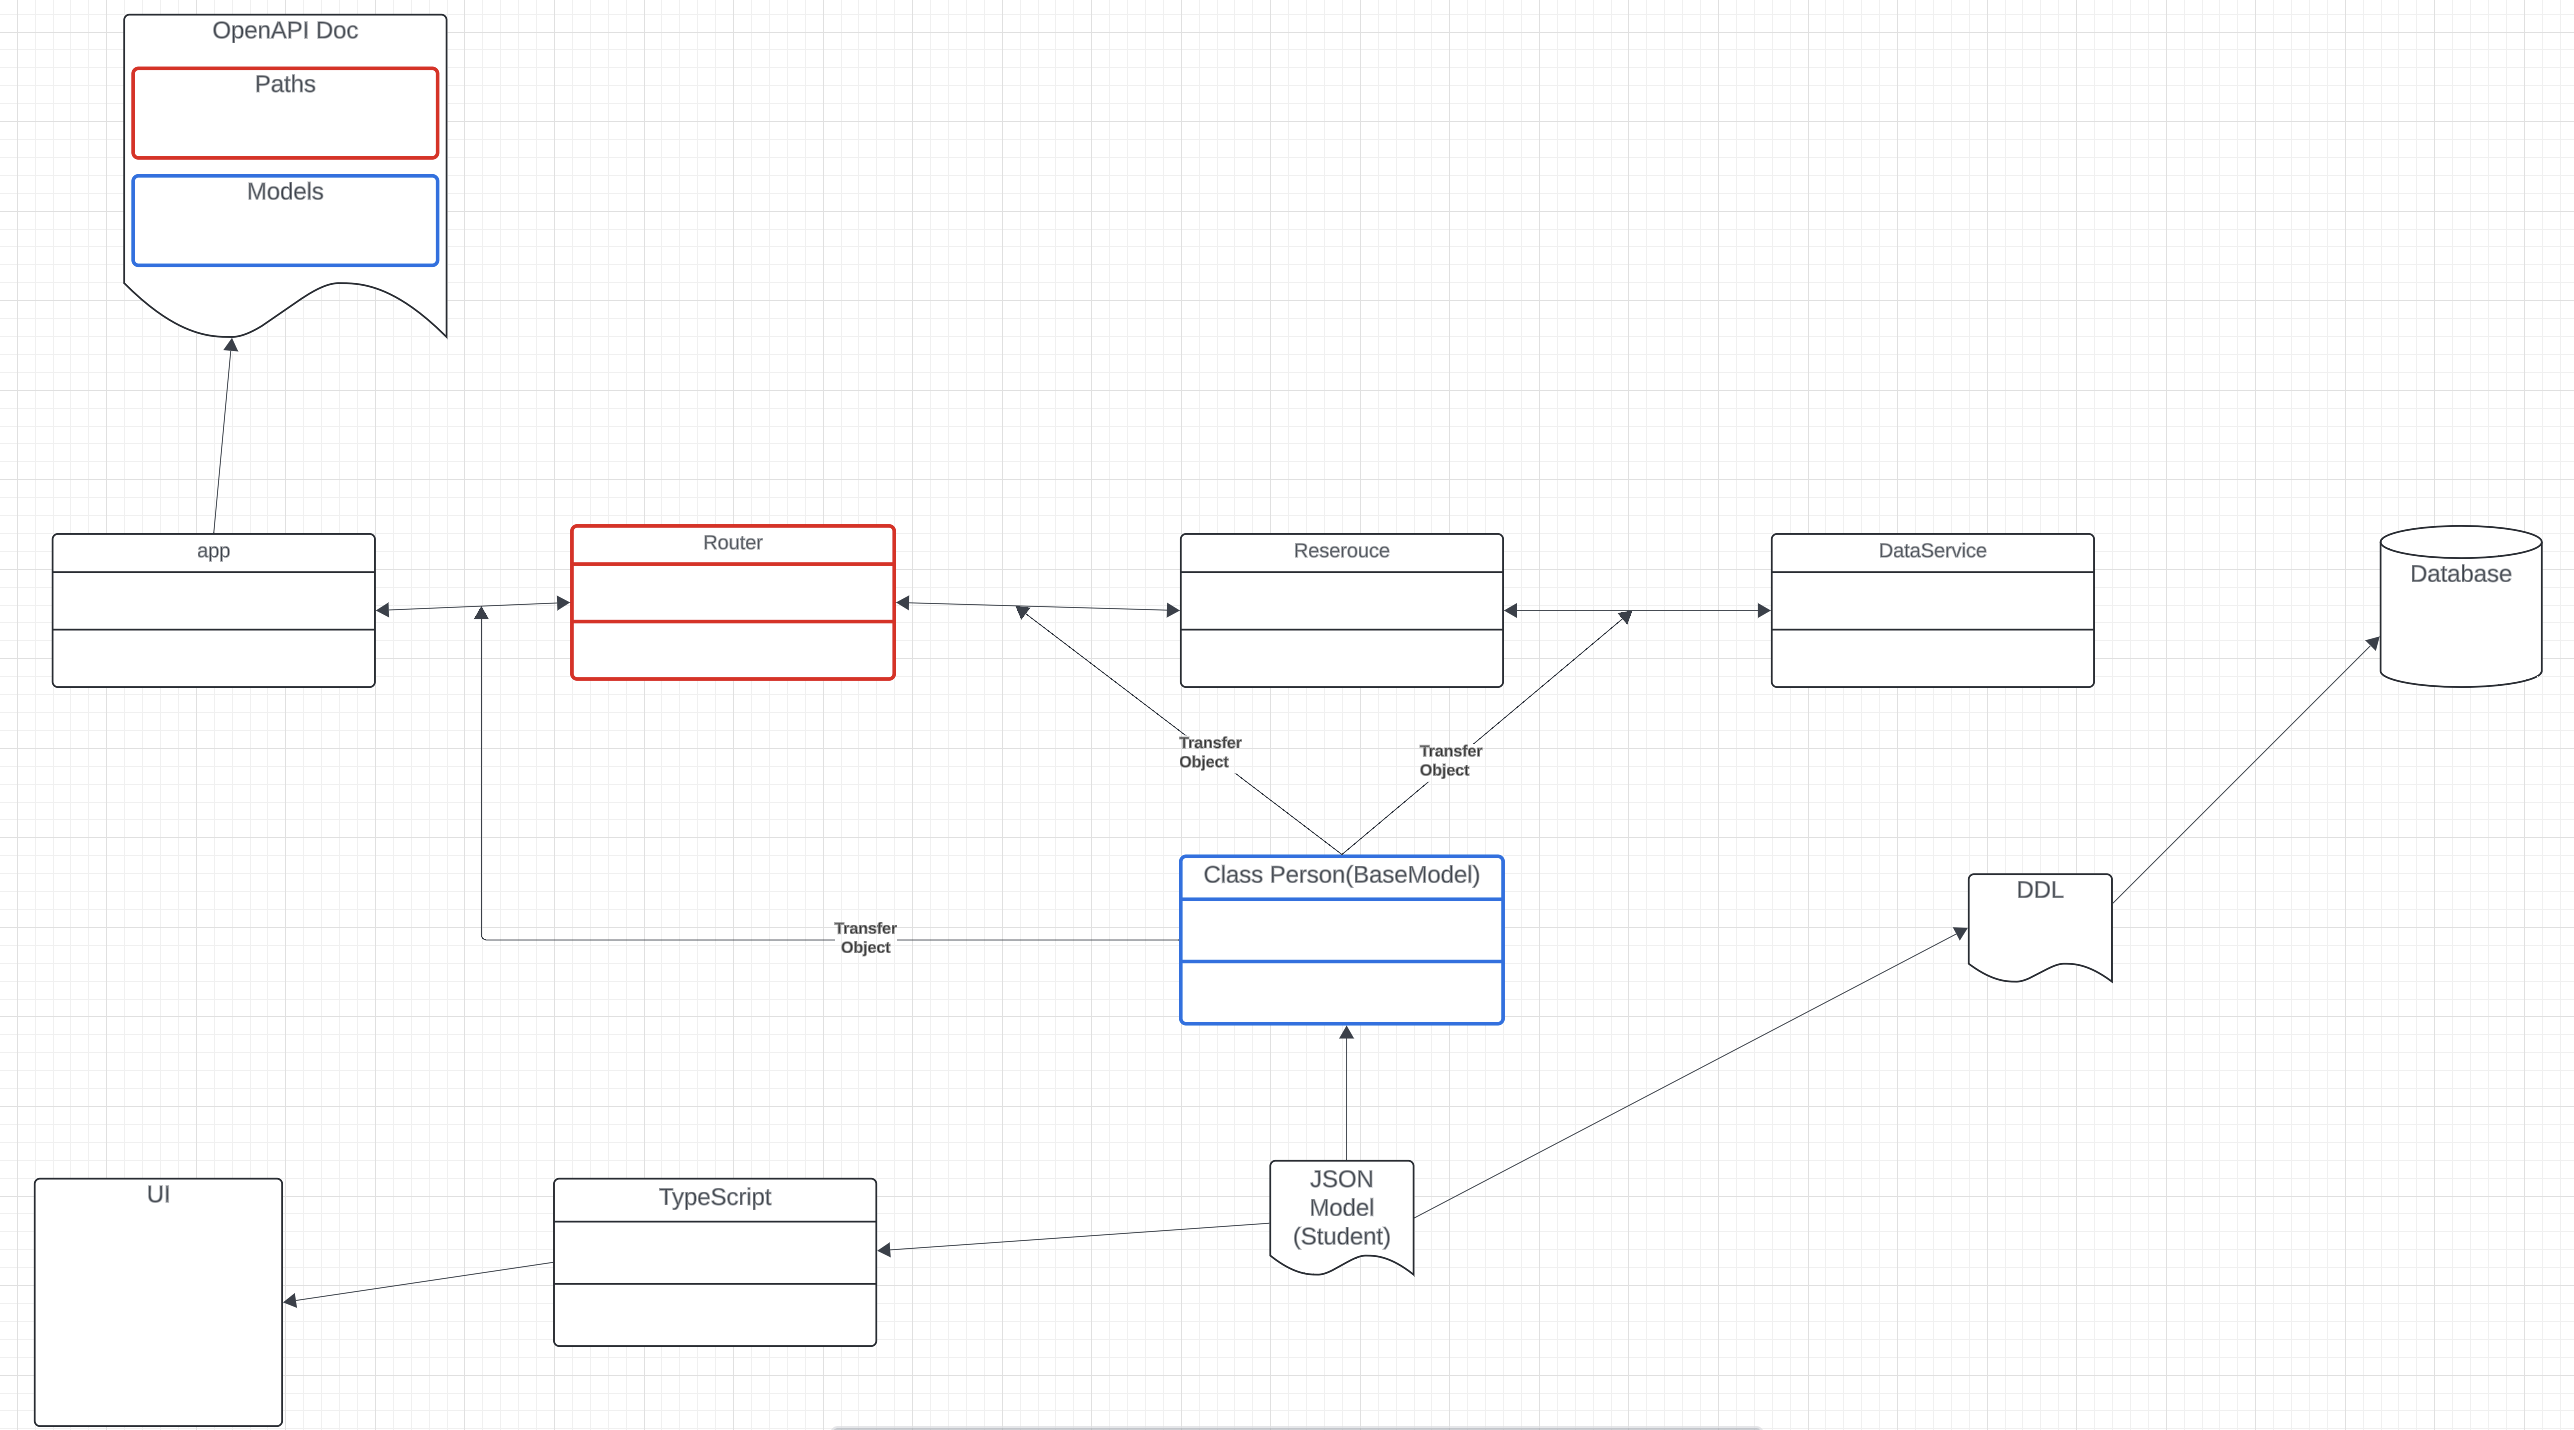 OpenAPI Doc
Paths
Models
app
Router
Reserouce
DataService
Database
Transfer
Object
Transfer
Object
Class Person(BaseModel)
DDL
Transfer
Object
JSON
Model
(Student)
UI
TypeScript